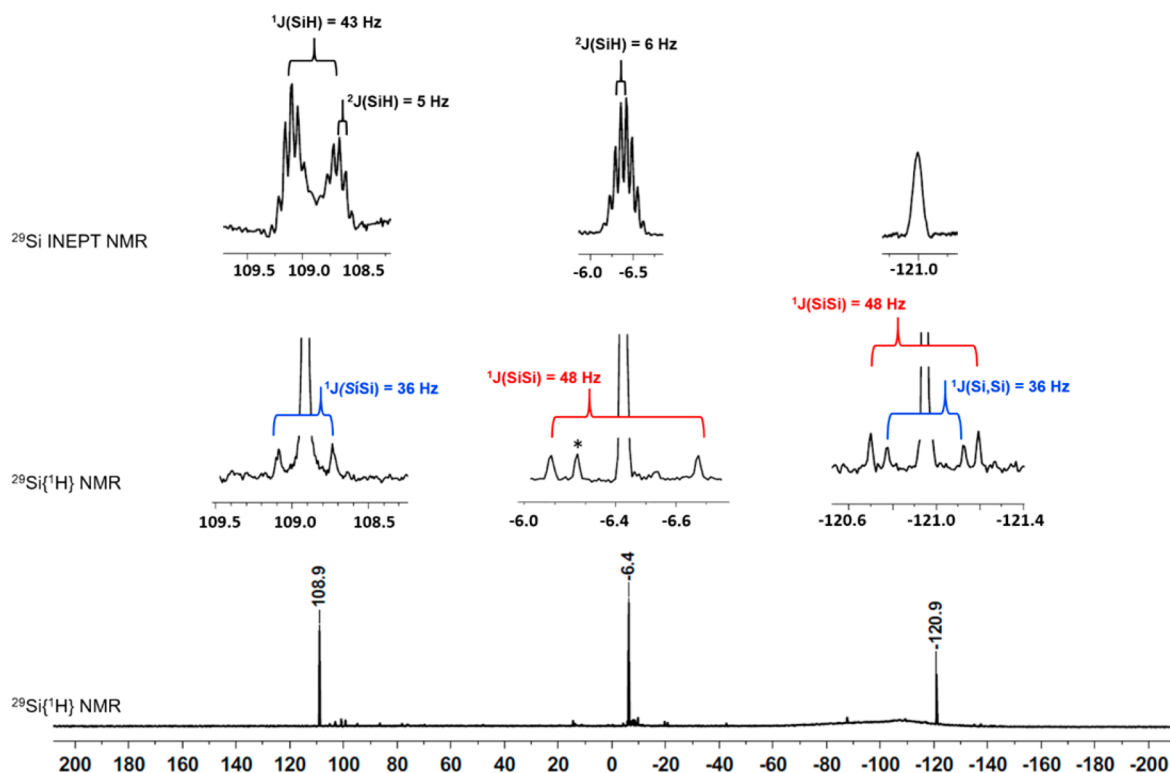 ¹J(SiH) = 43 Hz
²J(SiH) = 5 Hz
²J(SiH) = 6 Hz
²⁹Si INEPT NMR
109.5 109.0 108.5
-6.0 -6.5
-121.0
¹J(SiSi) = 48 Hz
¹J(SiSi) = 36 Hz
¹J(SiSi) = 48 Hz
*
¹J(Si,Si) = 36 Hz
²⁹Si{¹H} NMR
109.5 109.0 108.5
-6.0 -6.4 -6.6
-120.6 -121.0 -121.4
108.9
-6.4
-120.9
²⁹Si{¹H} NMR
200 180 160 140 120 100 80 60 40 20 0 -20 -40 -60 -80 -100 -120 -140 -160 -180 -200